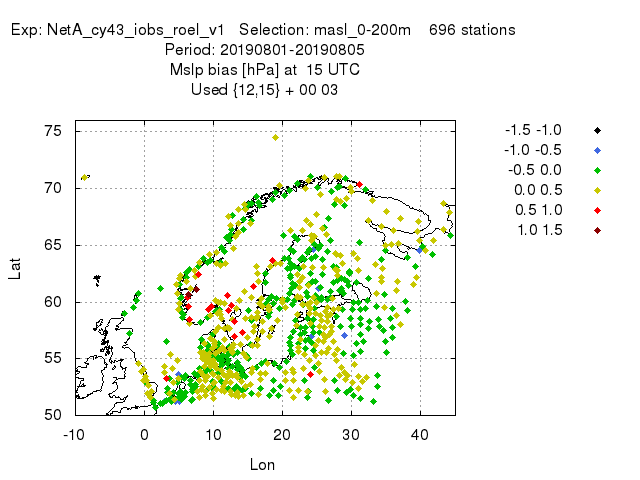 Exp: NetA_cy43_iobs_roel_v1 Selection: masl_0-200m 696 stations
Period: 20190801-20190805
Mslp bias [hPa] at 15 UTC
Used {12,15} + 00 03
75
70
65
60
55
50
Lat
-10 0 10 20 30 40
Lon
-1.5 -1.0
-1.0 -0.5
-0.5 0.0
0.0 0.5
0.5 1.0
1.0 1.5